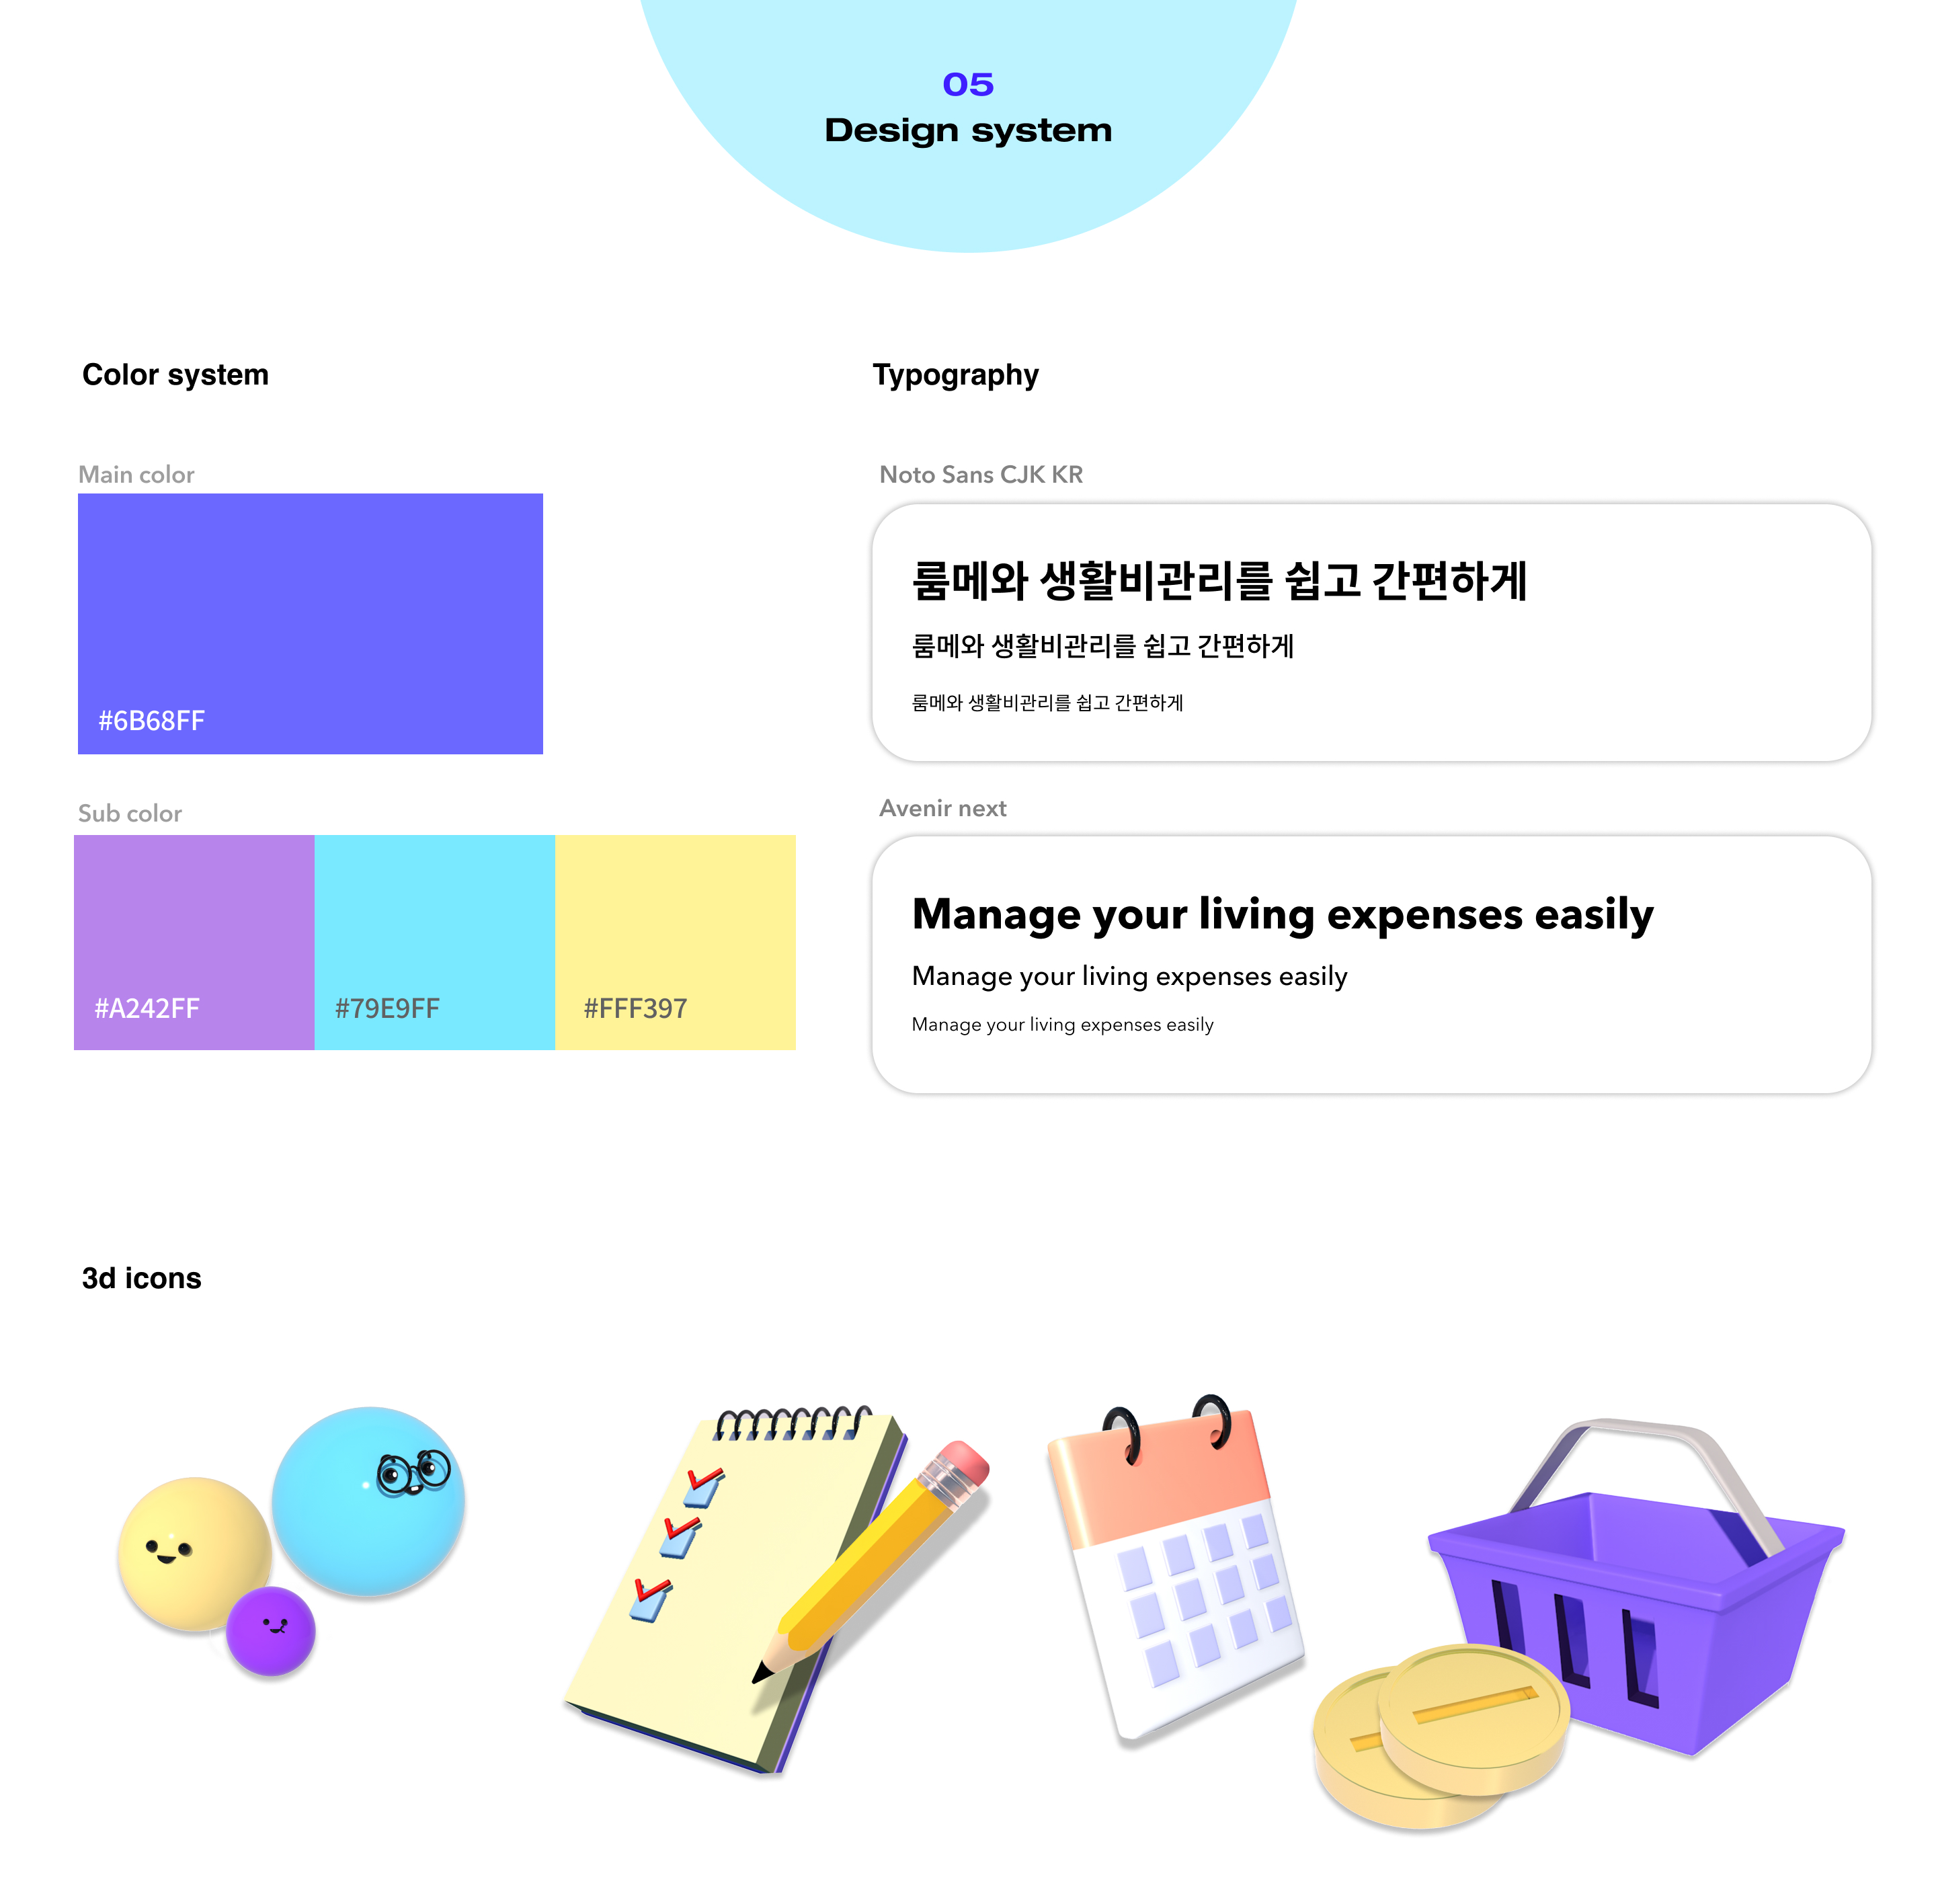 05
Design system
Color system
Main color
#6B68FF
Sub color
#A242FF
#79E9FF
#FFF397
Typography
Noto Sans CJK KR
룸메와 생활비관리를 쉽고 간편하게
룸메와 생활비관리를 쉽고 간편하게
룸메와 생활비관리를 쉽고 간편하게
Avenir next
Manage your living expenses easily
Manage your living expenses easily
Manage your living expenses easily
3d icons